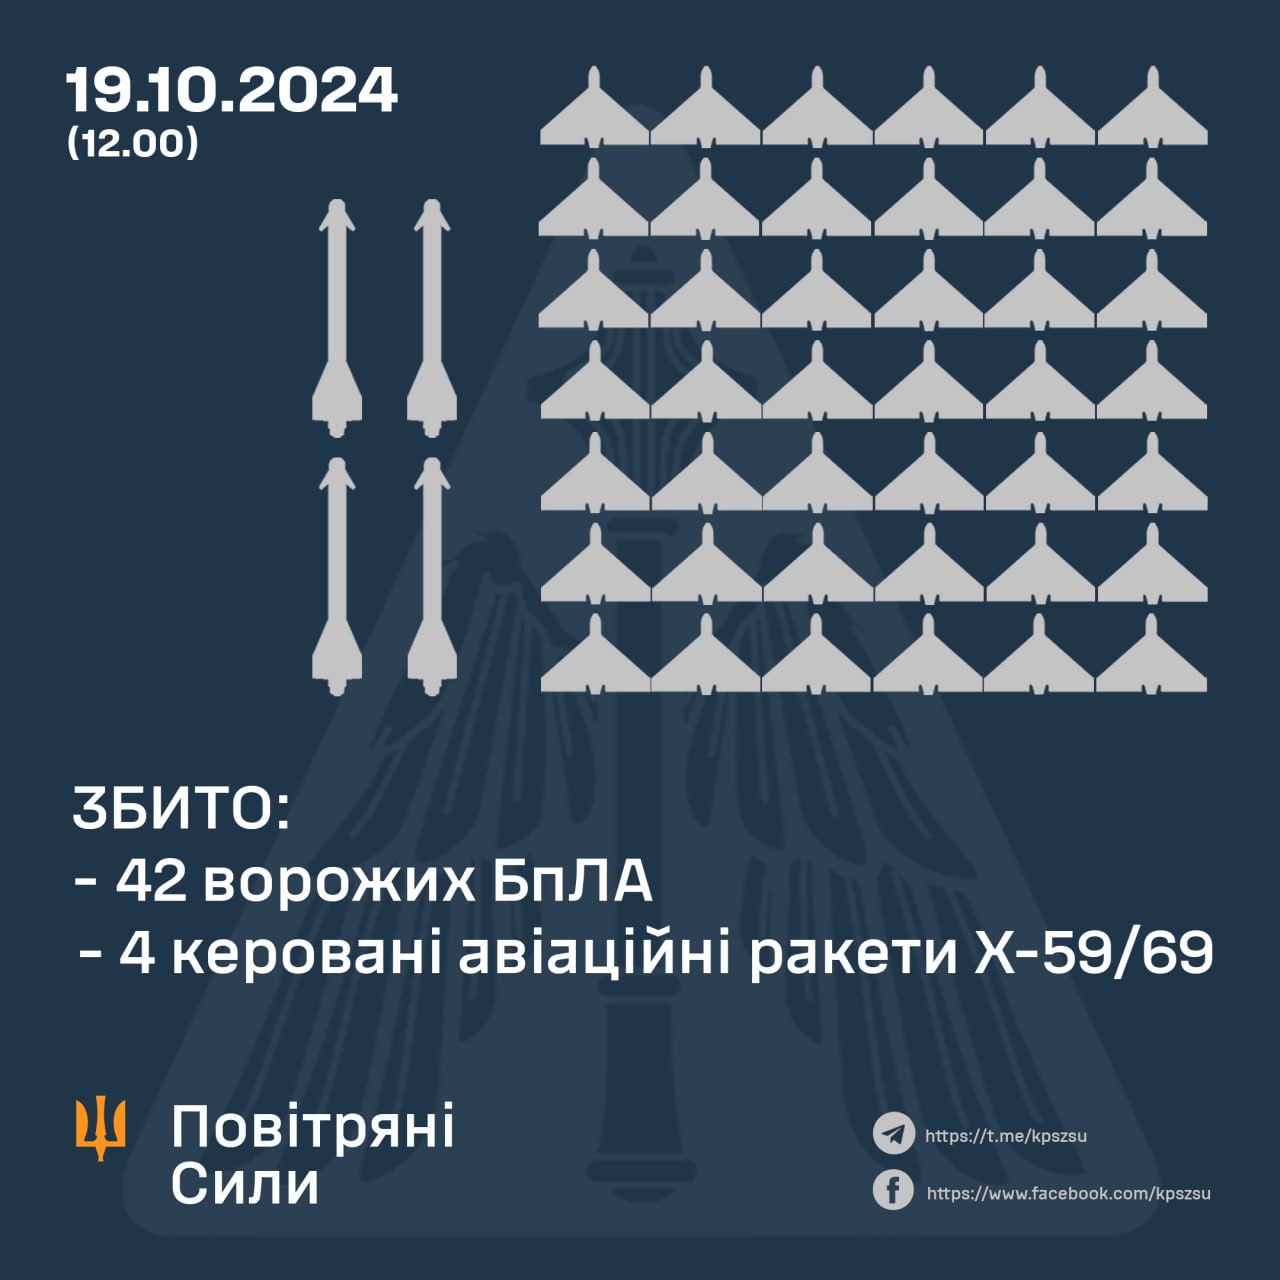 19.10.2024
(12.00)
ЗБИТО:
- 42 ворожих БпЛА
- 4 керовані авіаційні ракети Х-59/69
Повітряні
Сили
https://t.me/kpszsu
https://www.facebook.com/kpszsu